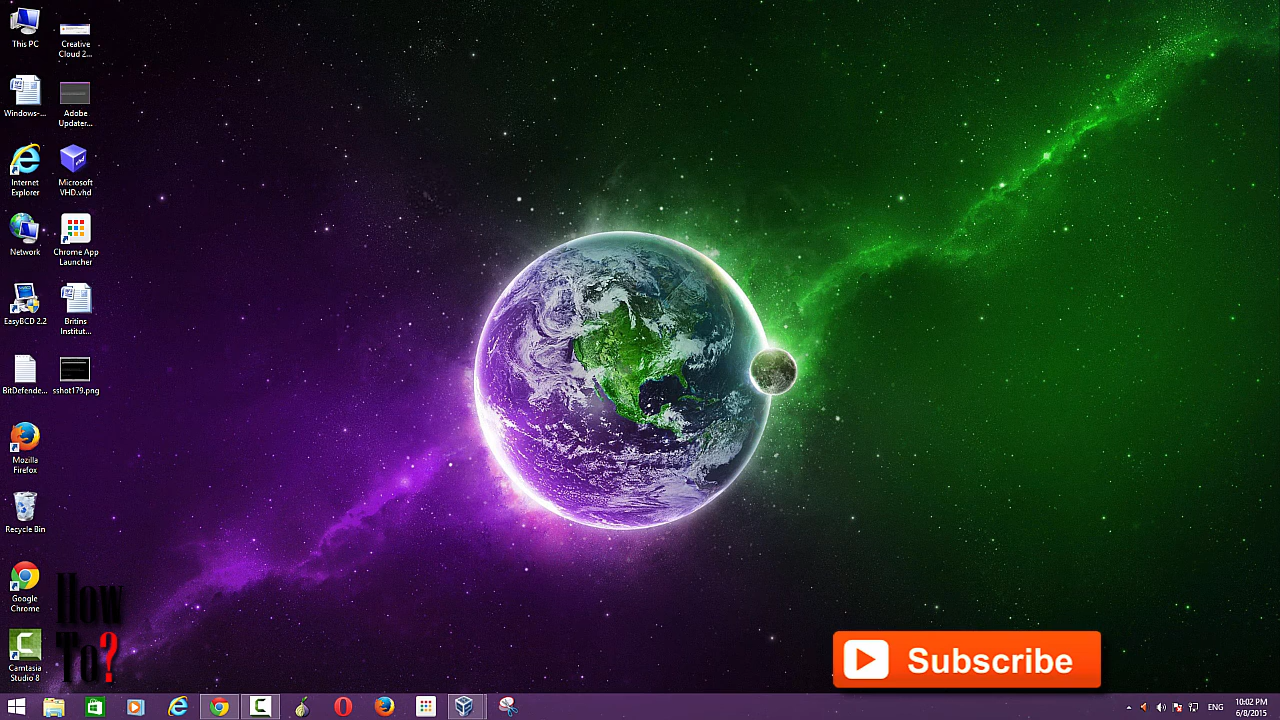 This PC
Creative
Cloud 2...
Windows-...
Adobe
Updater...
Internet
Explorer
Microsoft
VHD.vhd
Network
Chrome App
Launcher
EasyBCD 2.2
Britins
Institut...
BitDefende...
sshot179.png
Mozilla
Firefox
Recycle Bin
Google
Chrome
How
To?
Camtasia
Studio 8
Subscribe
ENG
10:02 PM
6/8/2015